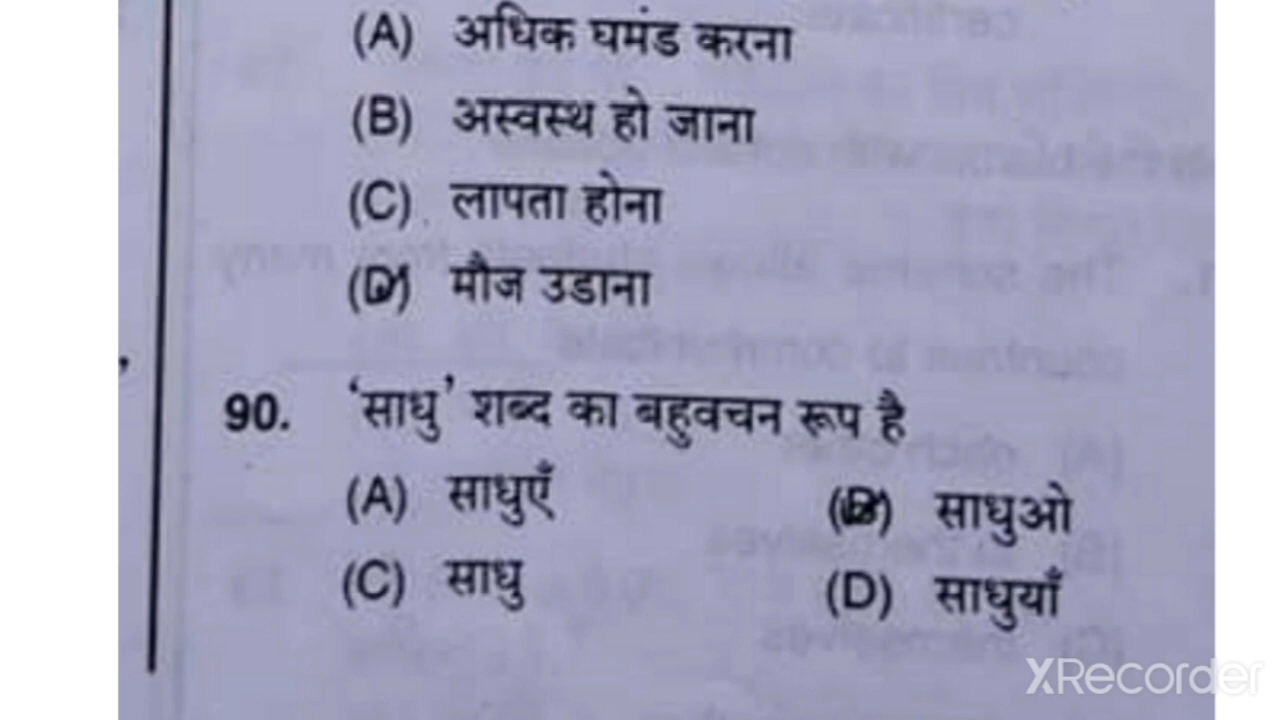 (A) अधिक घमंड करना
(B) अस्वस्थ हो जाना
(C) लापता होना
(D) मौज उडाना
90. 'साधु' शब्द का बहुवचन रूप है
(A) साधुएँ (B) साधुओ
(C) साधु (D) साधुयाँ
XRecorder